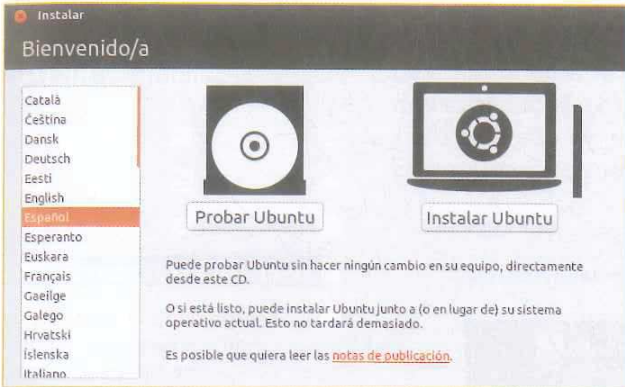 Instalar
Bienvenido/a
Català
Čeština
Dansk
Deutsch
Eesti
English
Español
Esperanto
Euskara
Français
Gaeilge
Galego
Hrvatski
Íslenska
Italiano
Probar Ubuntu
Instalar Ubuntu
Puede probar Ubuntu sin hacer ningún cambio en su equipo, directamente
desde este CD.
O si está listo, puede instalar Ubuntu junto a (o en lugar de) su sistema
operativo actual. Esto no tardará demasiado.
Es posible que quiera leer las notas de publicación.